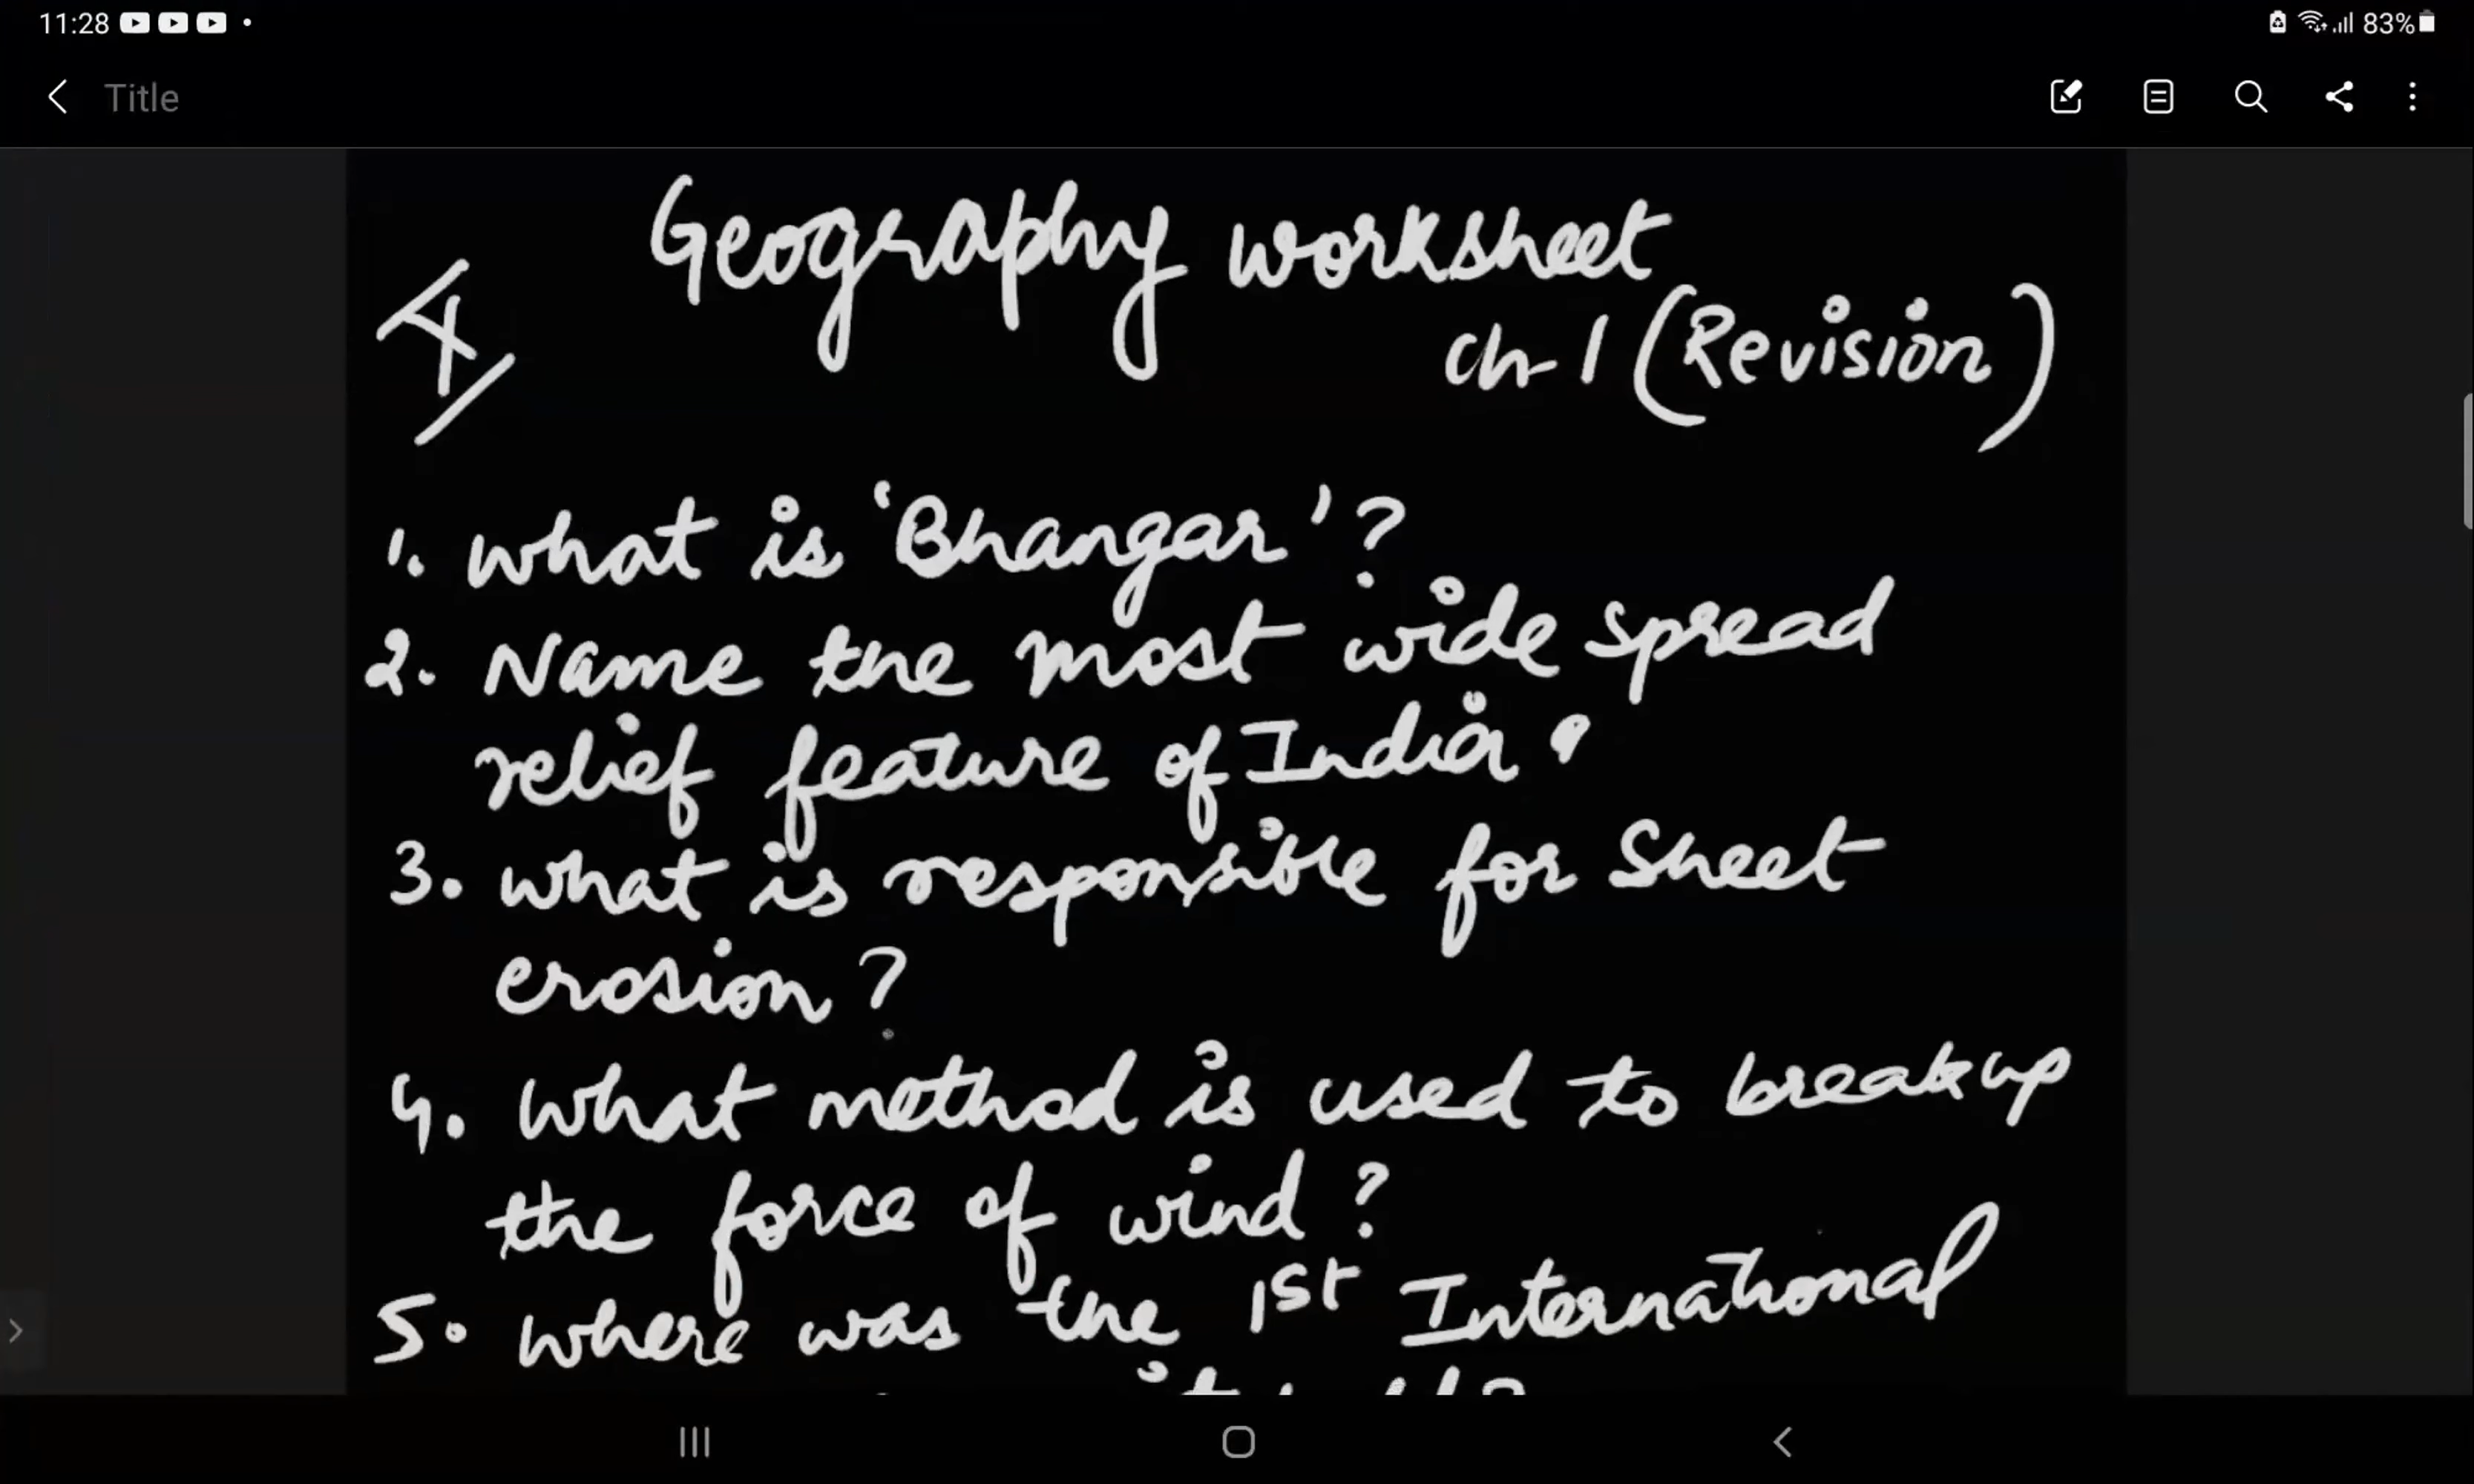 11:28
83%
Title
Geography worksheet
X
ch 1 (Revision)
1. what is 'Bhangar'?
2. Name the most wide spread
relief feature of India
3. what is responsible for Sheet
erosion?
4. what method is used to breakup
the force of wind?
5. where was the 1st International